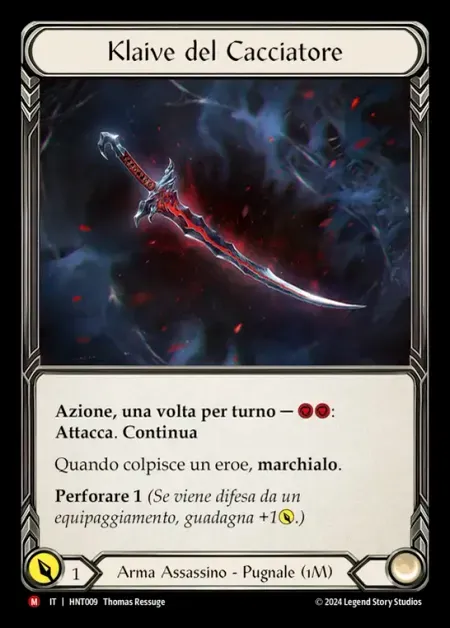 Klaive del Cacciatore
Azione, una volta per turno — :
Attacca. Continua
Quando colpisce un eroe, marchialo.
Perforare 1 (Se viene difesa da un
equipaggiamento, guadagna +1.)
1
Arma Assassino - Pugnale (1M)
M IT | HNT009 Thomas Ressuge
© 2024 Legend Story Studios